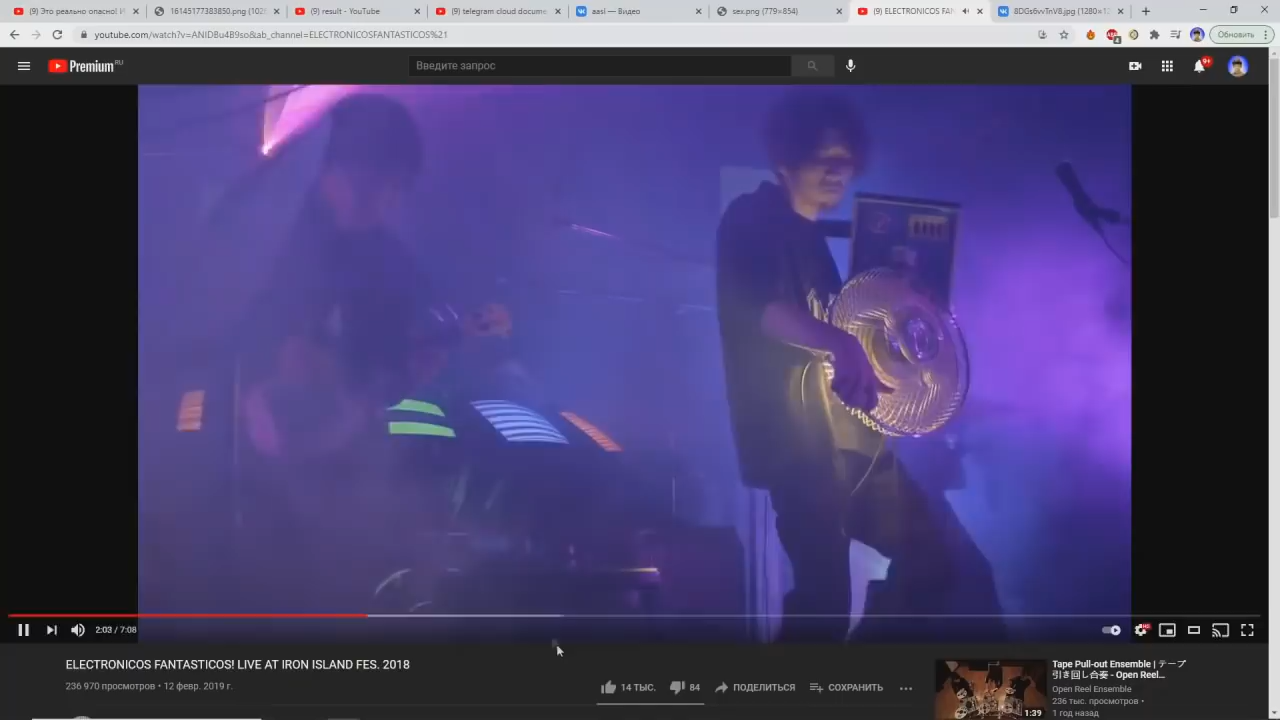 (9) Это реально опасно! И
16145177383850.png (102
(9) result - YouTube
(9) telegram cloud docume
aasl — Видео
sex.png (779×854)
(9) ELECTRONICOS FAN
8DGs6vvTnV8.jpg (1280×1
youtube.com/watch?v=ANIDBu4B9so&ab_channel=ELECTRONICOSFANTASTICOS%21
Обновить
Premium RU
Введите запрос
9+
2:03 / 7:08
HD
ELECTRONICOS FANTASTICOS! LIVE AT IRON ISLAND FES. 2018
236 970 просмотров • 12 февр. 2019 г.
14 ТЫС.
84
ПОДЕЛИТЬСЯ
СОХРАНИТЬ
Tape Pull-out Ensemble | テープ
引き回し合奏 - Open Reel...
Open Reel Ensemble
236 тыс. просмотров •
1 год назад
1:39